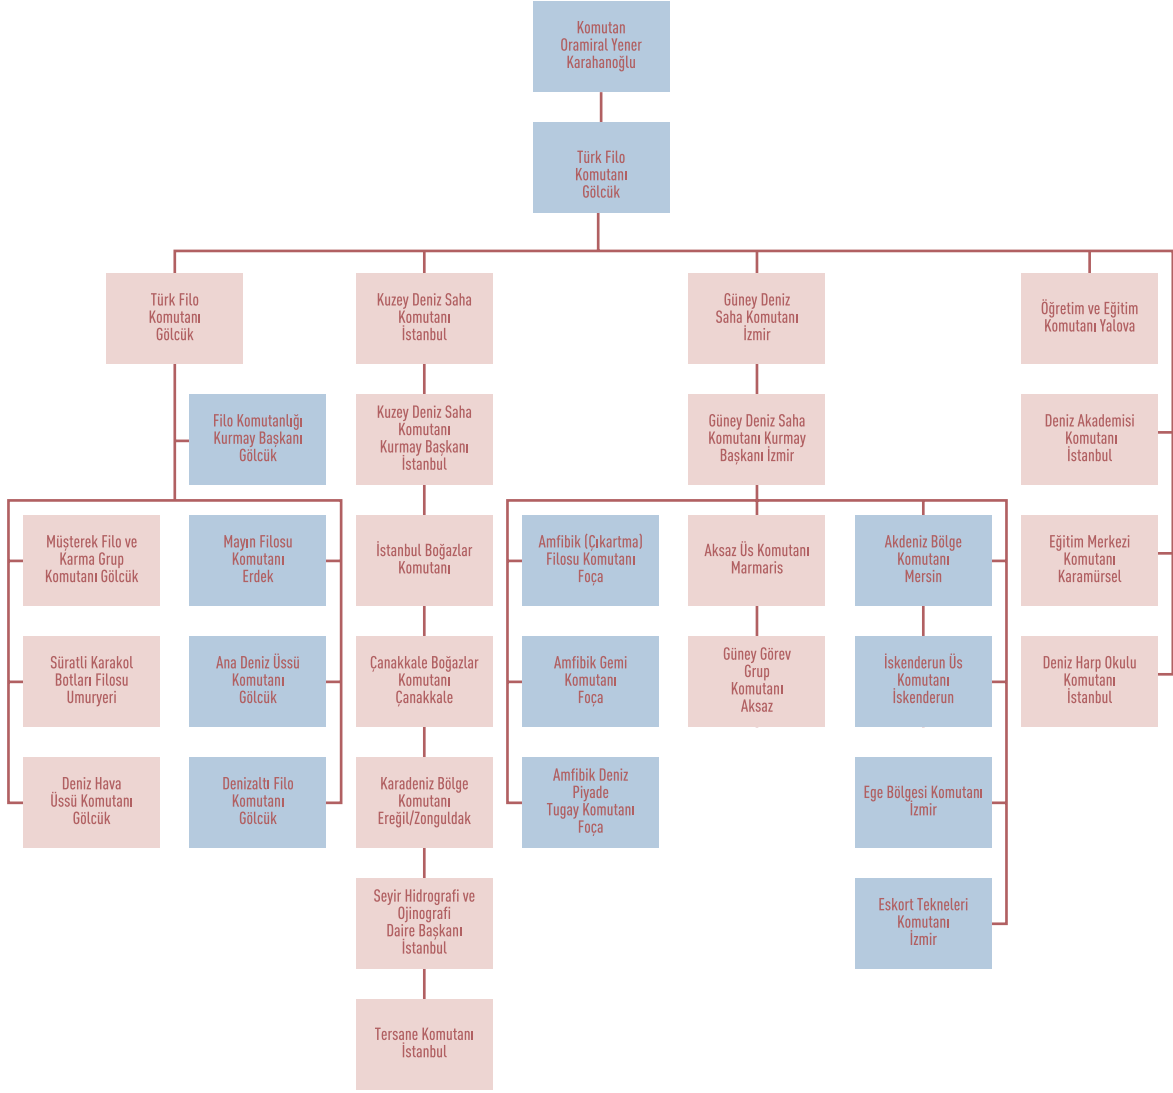 Komutan
Oramiral Yener
Karahanoğlu
Türk Filo
Komutanı
Gölcük
Türk Filo
Komutanı
Gölcük
Kuzey Deniz Saha
Komutanı
İstanbul
Güney Deniz
Saha Komutanı
İzmir
Öğretim ve Eğitim
Komutanı Yalova
Filo Komutanlığı
Kurmay Başkanı
Gölcük
Kuzey Deniz Saha
Komutanı
Kurmay Başkanı
İstanbul
Güney Deniz Saha
Komutanı Kurmay
Başkanı İzmir
Deniz Akademisi
Komutanı
İstanbul
Müşterek Filo ve
Karma Grup
Komutanı Gölcük
Mayın Filosu
Komutanı
Erdek
İstanbul Boğazlar
Komutanı
Amfibik (Çıkartma)
Filosu Komutanı
Foça
Aksaz Üs Komutanı
Marmaris
Akdeniz Bölge
Komutanı
Mersin
Eğitim Merkezi
Komutanı
Karamürsel
Süratli Karakol
Botları Filosu
Umuryeri
Ana Deniz Üssü
Komutanı
Gölcük
Çanakkale Boğazlar
Komutanı
Çanakkale
Amfibik Gemi
Komutanı
Foça
Güney Görev
Grup
Komutanı
Aksaz
İskenderun Üs
Komutanı
İskenderun
Deniz Harp Okulu
Komutanı
İstanbul
Deniz Hava
Üssü Komutanı
Gölcük
Denizaltı Filo
Komutanı
Gölcük
Karadeniz Bölge
Komutanı
Ereğil/Zonguldak
Amfibik Deniz
Piyade
Tugay Komutanı
Foça
Ege Bölgesi Komutanı
İzmir
Seyir Hidrografi ve
Ojinografi
Daire Başkanı
İstanbul
Eskort Tekneleri
Komutanı
İzmir
Tersane Komutanı
İstanbul